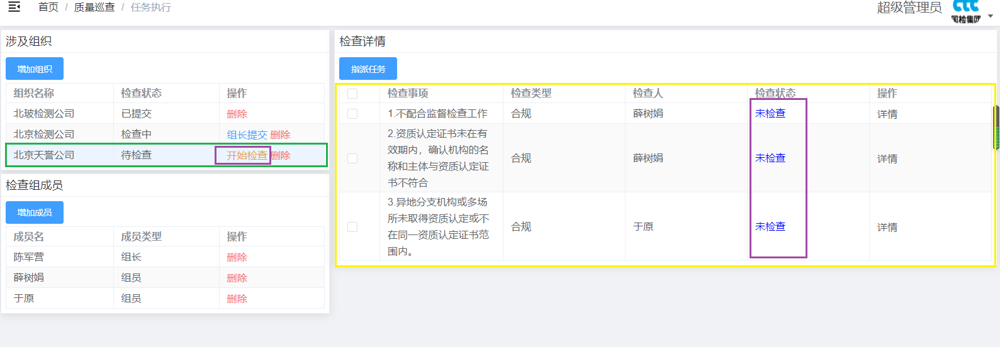 首页 / 质量巡查 / 任务执行
超级管理员
CTC
国检集团
涉及组织
增加组织
组织名称 检查状态 操作
北玻检测公司 已提交 删除
北京检测公司 检查中 组长提交 删除
北京天誉公司 待检查 开始检查 删除
检查组成员
增加成员
成员名 成员类型 操作
陈军营 组长 删除
薛树娟 组员 删除
于原 组员 删除
检查详情
指派任务
检查事项 检查类型 检查人 检查状态 操作
1.不配合监督检查工作 合规 薛树娟 未检查 详情
2.资质认定证书未在有
效期内，确认机构的名
称和主体与资质认定证
书不符合
合规 薛树娟 未检查 详情
3.异地分支机构或多场
所未取得资质认定或不
在同一资质认定证书范
围内。
合规 于原 未检查 详情